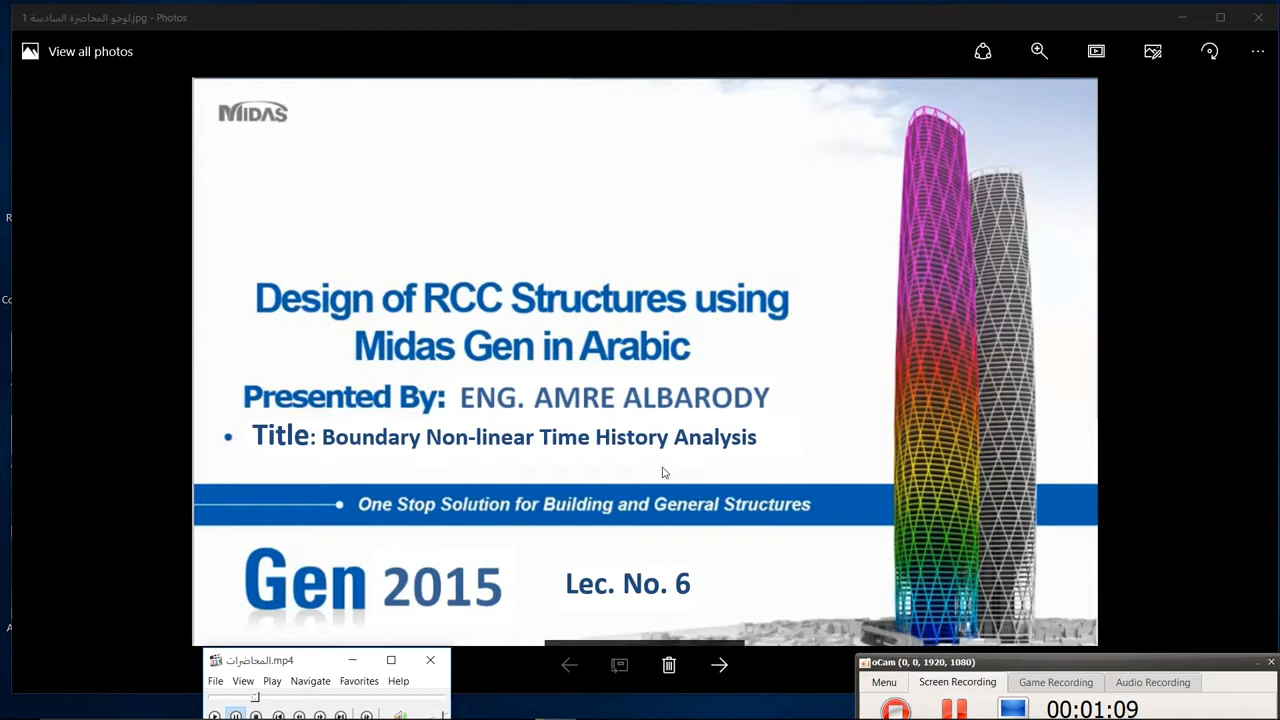 لوجو المحاضرة السادسة 1.jpg - Photos
View all photos
MIDAS
Design of RCC Structures using
Midas Gen in Arabic
Presented By: ENG. AMRE ALBARODY
• Title: Boundary Non-linear Time History Analysis
• One Stop Solution for Building and General Structures
Gen 2015
Lec. No. 6
المحاضرات.mp4
File View Play Navigate Favorites Help
oCam (0, 0, 1920, 1080)
Menu Screen Recording Game Recording Audio Recording
00:01:09